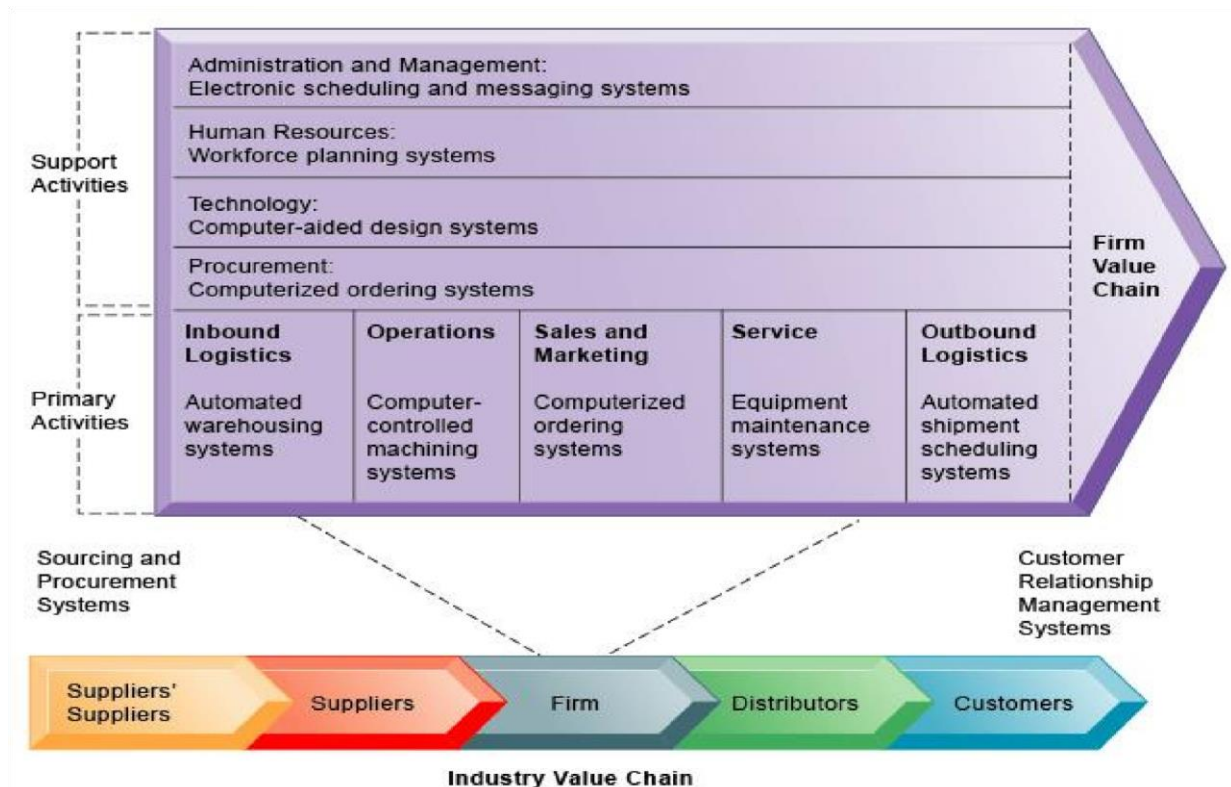 Support
Activities
Administration and Management:
Electronic scheduling and messaging systems
Human Resources:
Workforce planning systems
Technology:
Computer-aided design systems
Procurement:
Computerized ordering systems
Firm
Value
Chain
Primary
Activities
Inbound
Logistics
Automated
warehousing
systems
Operations
Computer-
controlled
machining
systems
Sales and
Marketing
Computerized
ordering
systems
Service
Equipment
maintenance
systems
Outbound
Logistics
Automated
shipment
scheduling
systems
Sourcing and
Procurement
Systems
Customer
Relationship
Management
Systems
Suppliers'
Suppliers
Suppliers
Firm
Distributors
Customers
Industry Value Chain